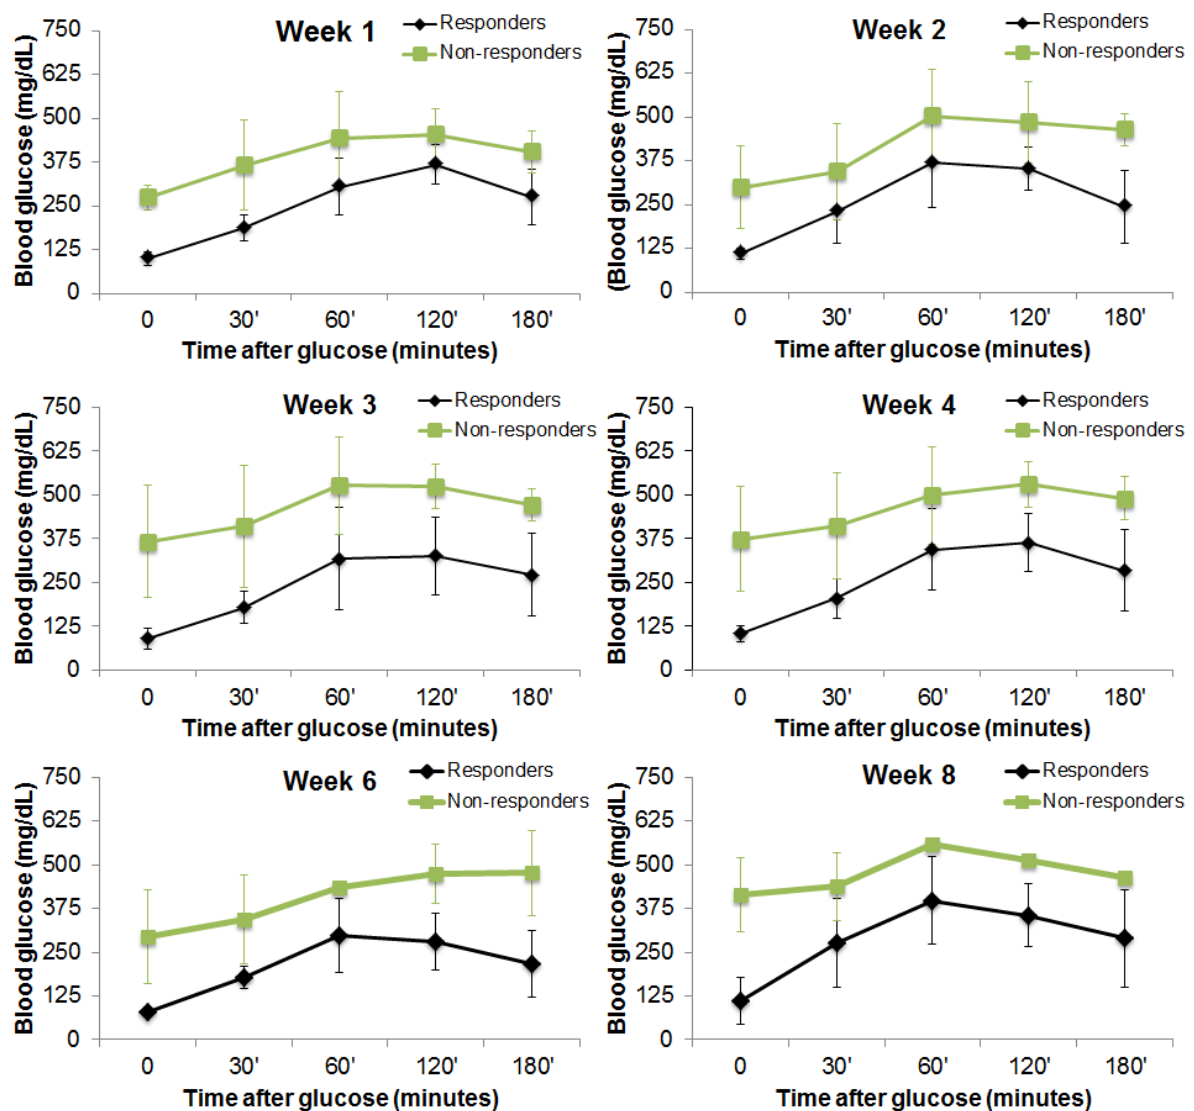 Week 1
Responders
Non-responders
Blood glucose (mg/dL)
750
625
500
375
250
125
0
0 30' 60' 120' 180'
Time after glucose (minutes)
Week 2
Responders
Non-responders
(Blood glucose (mg/dL)
750
625
500
375
250
125
0
0 30' 60' 120' 180'
Time after glucose (minutes)
Week 3
Responders
Non-responders
Blood glucose (mg/dL)
750
625
500
375
250
125
0
0 30' 60' 120' 180'
Time after glucose (minutes)
Week 4
Responders
Non-responders
Blood glucose (mg/dL)
750
625
500
375
250
125
0
0 30' 60' 120' 180'
Time after glucose (minutes)
Week 6
Responders
Non-responders
Blood glucose (mg/dL)
750
625
500
375
250
125
0
0 30' 60' 120' 180'
Time after glucose (minutes)
Week 8
Responders
Non-responders
Blood glucose (mg/dL)
750
625
500
375
250
125
0
0 30' 60' 120' 180'
Time after glucose (minutes)